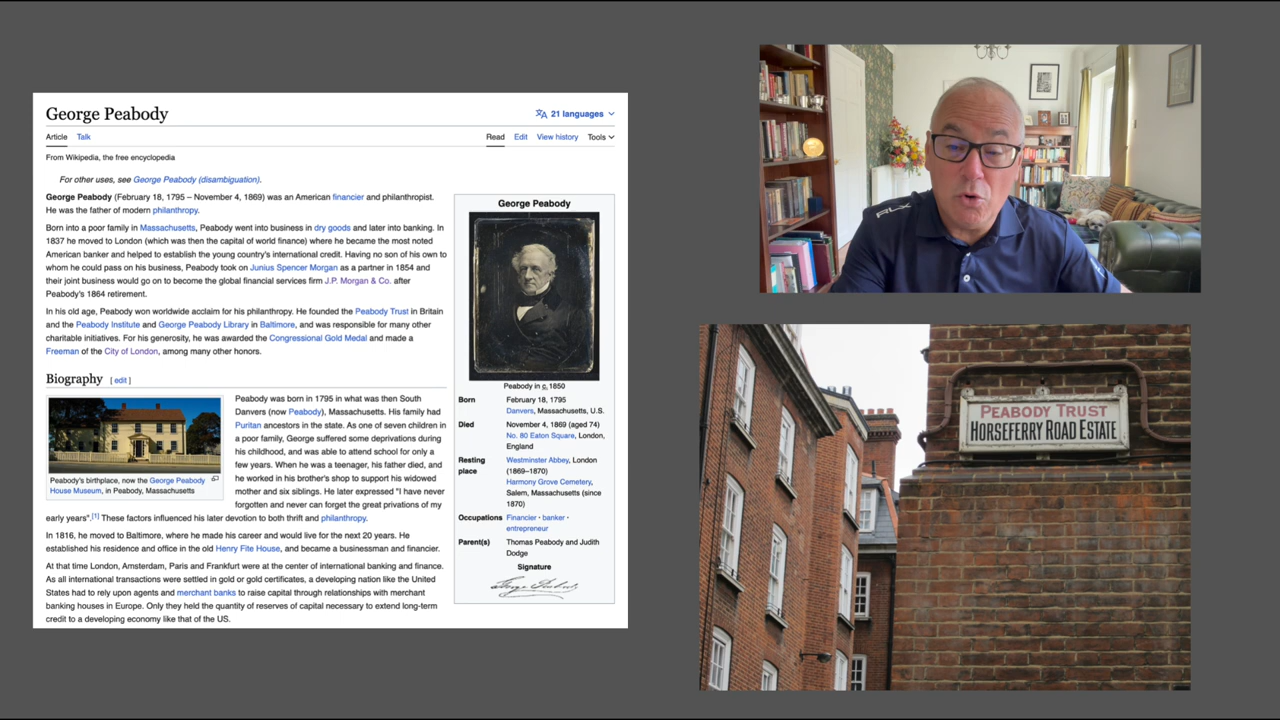 George Peabody
21 languages
Article Talk
Read Edit View history Tools
From Wikipedia, the free encyclopedia
For other uses, see George Peabody (disambiguation).
George Peabody (February 18, 1795 – November 4, 1869) was an American financier and philanthropist.
He was the father of modern philanthropy.
Born into a poor family in Massachusetts, Peabody went into business in dry goods and later into banking. In
1837 he moved to London (which was then the capital of world finance) where he became the most noted
American banker and helped to establish the young country's international credit. Having no son of his own to
whom he could pass on his business, Peabody took on Junius Spencer Morgan as a partner in 1854 and
their joint business would go on to become the global financial services firm J.P. Morgan & Co. after
Peabody's 1864 retirement.
In his old age, Peabody won worldwide acclaim for his philanthropy. He founded the Peabody Trust in Britain
and the Peabody Institute and George Peabody Library in Baltimore, and was responsible for many other
charitable initiatives. For his generosity, he was awarded the Congressional Gold Medal and made a
Freeman of the City of London, among many other honors.
Biography [ edit ]
Peabody's birthplace, now the George Peabody
House Museum, in Peabody, Massachusetts
Peabody was born in 1795 in what was then South
Danvers (now Peabody), Massachusetts. His family had
Puritan ancestors in the state. As one of seven children in
a poor family, George suffered some deprivations during
his childhood, and was able to attend school for only a
few years. When he was a teenager, his father died, and
he worked in his brother's shop to support his widowed
mother and six siblings. He later expressed "I have never
forgotten and never can forget the great privations of my
early years".[1] These factors influenced his later devotion to both thrift and philanthropy.
In 1816, he moved to Baltimore, where he made his career and would live for the next 20 years. He
established his residence and office in the old Henry Fite House, and became a businessman and financier.
At that time London, Amsterdam, Paris and Frankfurt were at the center of international banking and finance.
As all international transactions were settled in gold or gold certificates, a developing nation like the United
States had to rely upon agents and merchant banks to raise capital through relationships with merchant
banking houses in Europe. Only they held the quantity of reserves of capital necessary to extend long-term
credit to a developing economy like that of the US.
George Peabody
Peabody in c. 1850
Born February 18, 1795
Danvers, Massachusetts, U.S.
Died November 4, 1869 (aged 74)
No. 80 Eaton Square, London,
England
Resting place Westminster Abbey, London
(1869–1870)
Harmony Grove Cemetery,
Salem, Massachusetts (since
1870)
Occupations Financier · banker ·
entrepreneur
Parent(s) Thomas Peabody and Judith
Dodge
Signature
George Peabody
RLX
PEABODY TRUST
HORSEFERRY ROAD ESTATE